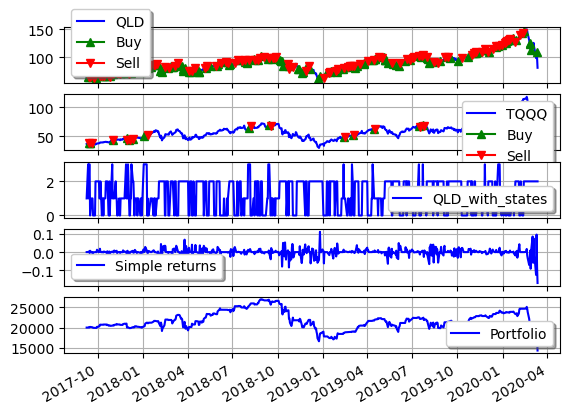 150
100
QLD
Buy
Sell
100
50
TQQQ
Buy
Sell
2
0
QLD_with_states
0.1
0.0
−0.1
Simple returns
25000
20000
15000
Portfolio
2017-10 2018-01 2018-04 2018-07 2018-10 2019-01 2019-04 2019-07 2019-10 2020-01 2020-04